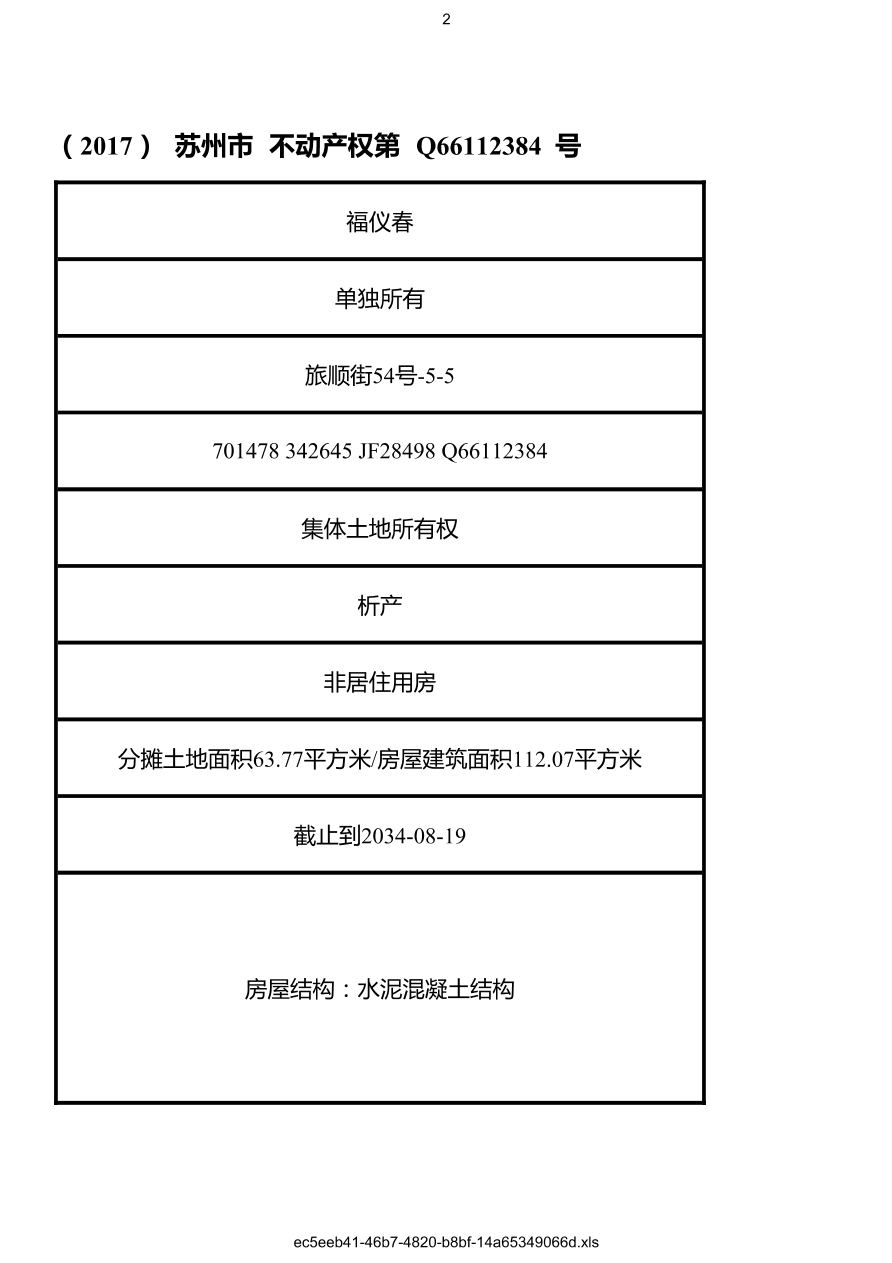 2
（2017） 苏州市 不动产权第 Q66112384 号
福仪春
单独所有
旅顺街54号-5-5
701478 342645 JF28498 Q66112384
集体土地所有权
析产
非居住用房
分摊土地面积63.77平方米/房屋建筑面积112.07平方米
截止到2034-08-19
房屋结构：水泥混凝土结构
ec5eeb41-46b7-4820-b8bf-14a65349066d.xls